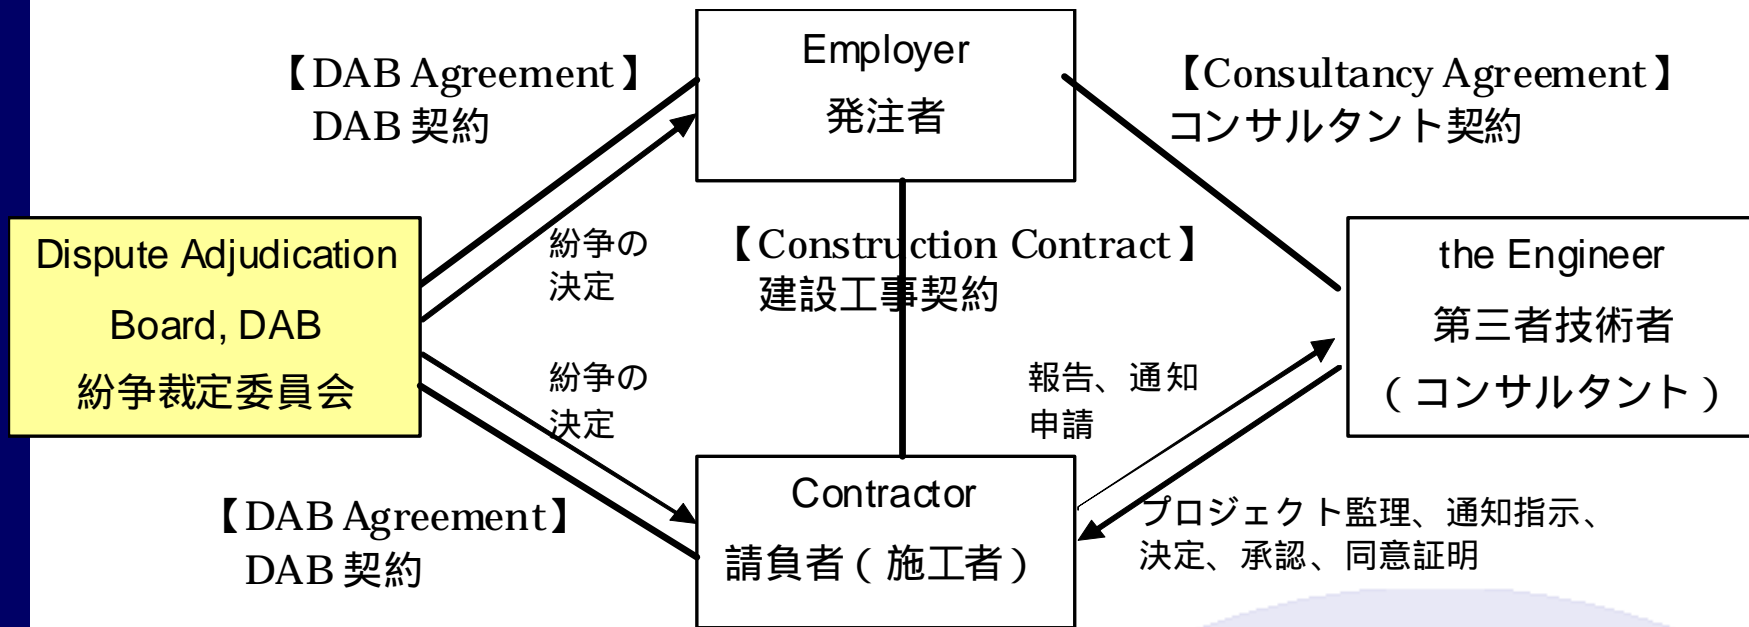 Employer
発注者
【DAB Agreement】
DAB 契約
【Consultancy Agreement】
コンサルタント契約
Dispute Adjudication
Board, DAB
紛争裁定委員会
紛争の
決定
【Construction Contract】
建設工事契約
the Engineer
第三者技術者
（コンサルタント）
紛争の
決定
報告、通知
申請
【DAB Agreement】
DAB 契約
Contractor
請負者（施工者）
プロジェクト監理、通知指示、
決定、承認、同意証明